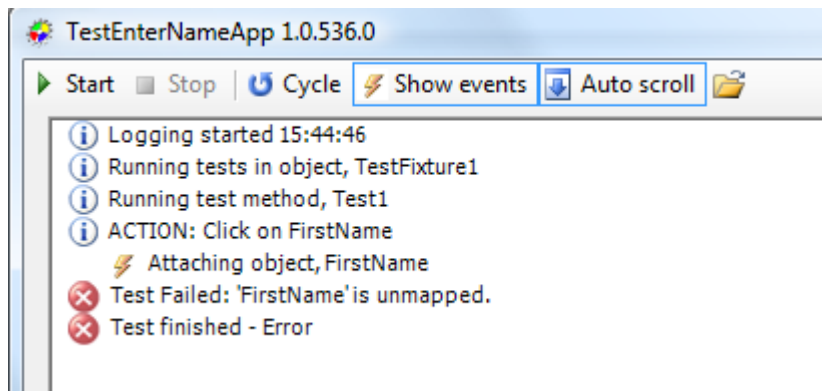 TestEnterNameApp 1.0.536.0
Start Stop Cycle Show events Auto scroll
Logging started 15:44:46
Running tests in object, TestFixture1
Running test method, Test1
ACTION: Click on FirstName
Attaching object, FirstName
Test Failed: 'FirstName' is unmapped.
Test finished - Error